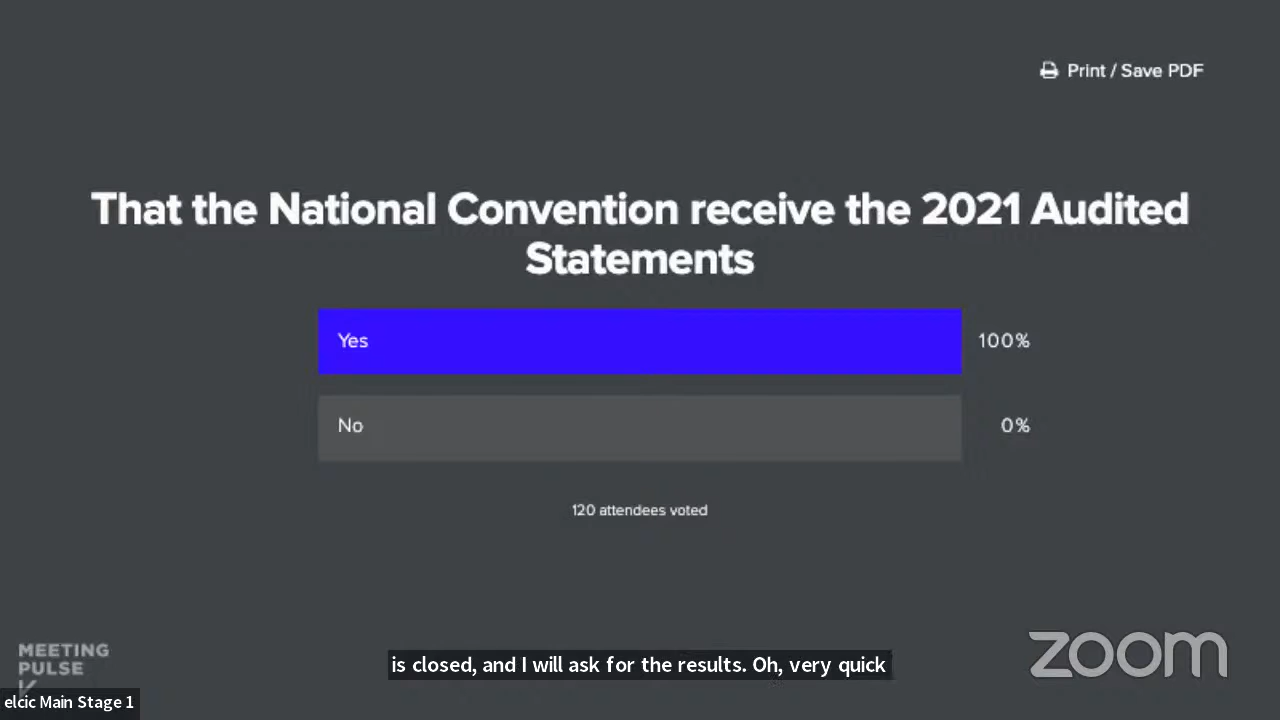 Print / Save PDF
That the National Convention receive the 2021 Audited
Statements
Yes 100%
No 0%
120 attendees voted
MEETING
PULSE
is closed, and I will ask for the results. Oh, very quick
zoom
elcic Main Stage 1